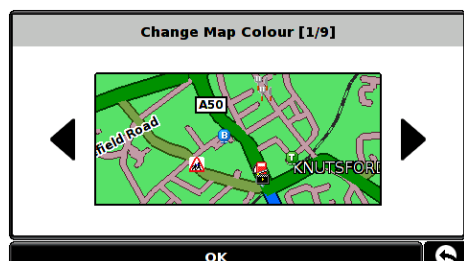 Change Map Colour [1/9]
A50
field Road
B
T
KNUTSFORD
OK